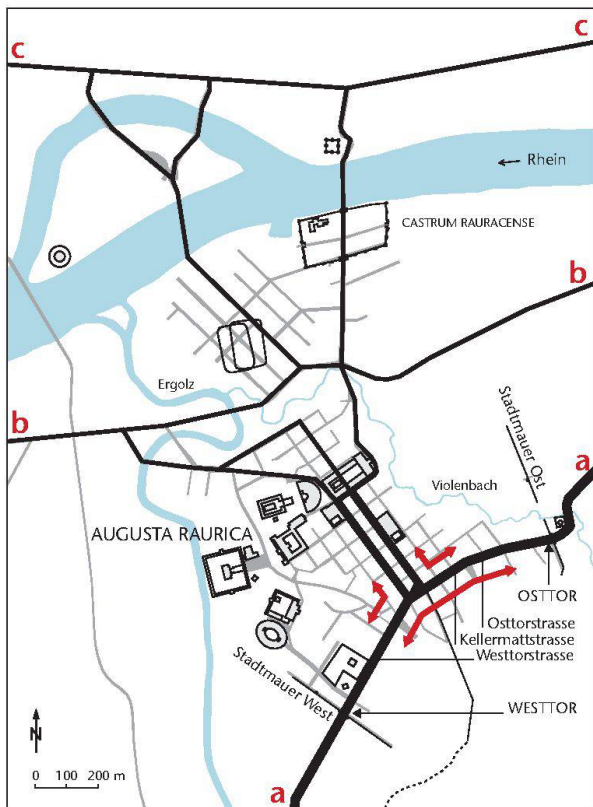 c
c
Rhein
CASTRUM RAURACENSE
b
Ergolz
b
Stadtmauer Ost
a
Violenbach
AUGUSTA RAURICA
OSTTOR
Osttorstrasse
Kellermattstrasse
Westtorstrasse
Stadtmauer West
WESTTOR
N
0 100 200 m
a